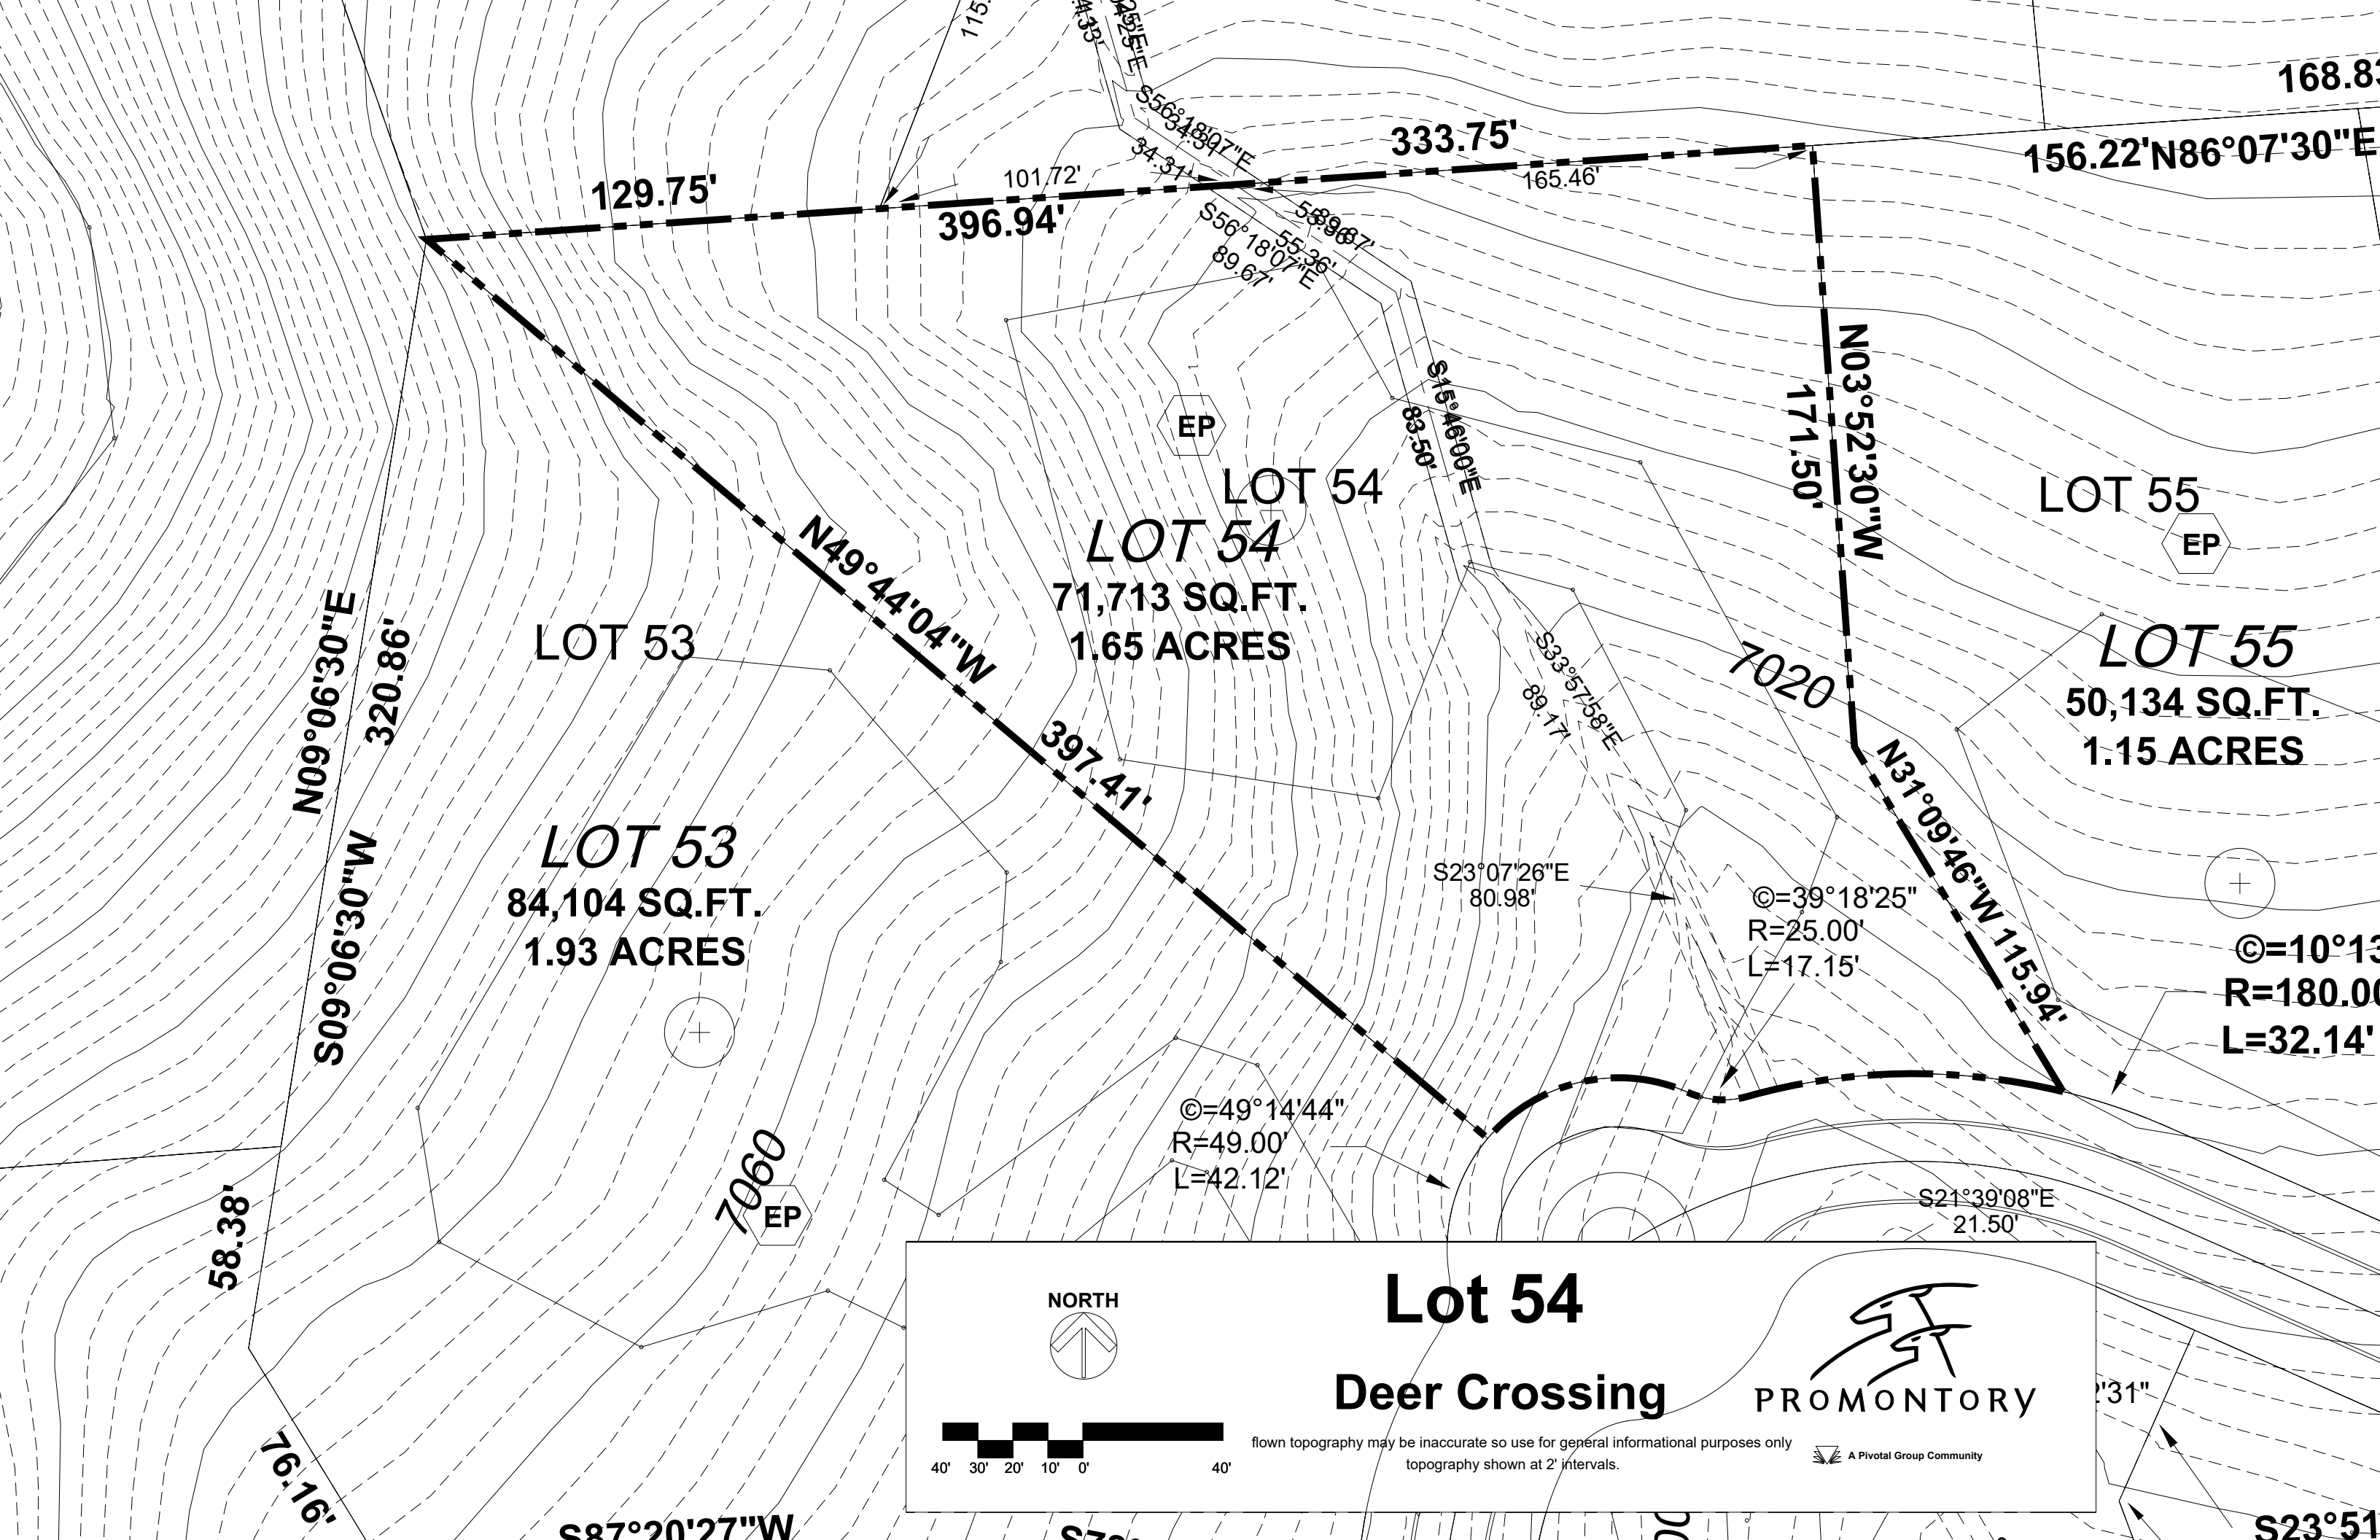 115.
168.83
333.75'
156.22'
N86°07'30"E
S56°18'07"E
34.31'
34.31'
129.75'
101.72'
165.46'
396.94'
S56°18'07"E
89.67'
55.36'
55.36'
89.67'
N03°52'30"W
171.50'
S15°46'00"E
83.50'
EP
LOT 54
LOT 54
71,713 SQ.FT.
1.65 ACRES
LOT 55
EP
LOT 55
50,134 SQ.FT.
1.15 ACRES
N49°44'04"W
397.41'
N09°06'30"E
320.86'
S09°06'30"W
LOT 53
LOT 53
84,104 SQ.FT.
1.93 ACRES
7020
S33°57'58"E
89.17'
N31°09'46"W 115.94'
S23°07'26"E
80.98'
©=39°18'25"
R=25.00'
L=17.15'
©=10°13
R=180.00
L=32.14'
©=49°14'44"
R=49.00'
L=42.12'
7060
EP
58.38'
76.16'
S21°39'08"E
21.50'
NORTH
Lot 54
Deer Crossing
PROMONTORY
A Pivotal Group Community
40' 30' 20' 10' 0' 40'
flown topography may be inaccurate so use for general informational purposes only
topography shown at 2' intervals.
2'31"
S87°20'27"W
S23°51